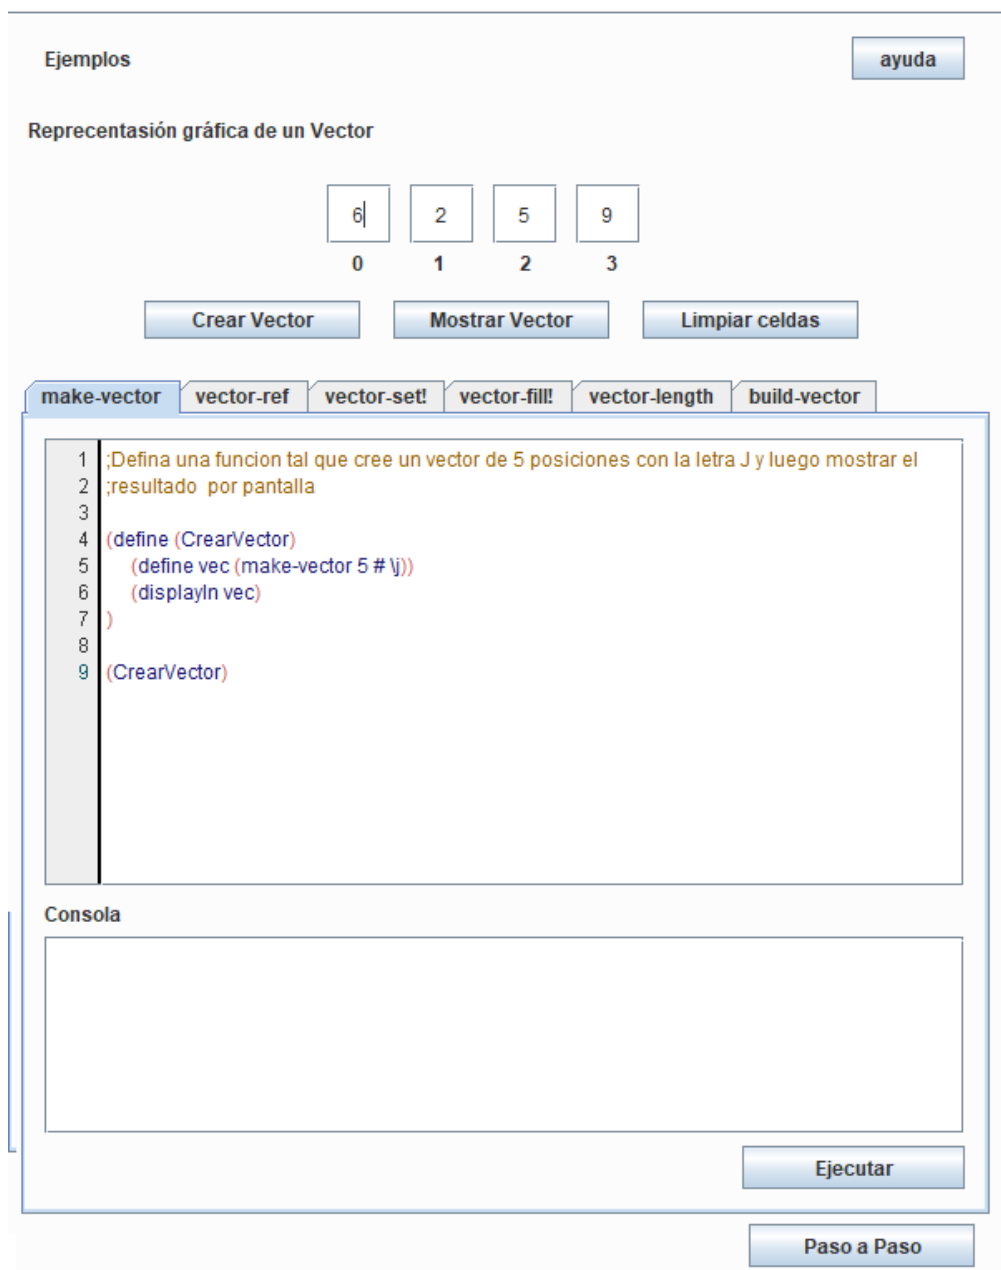 Ejemplos
ayuda
Reprecentasión gráfica de un Vector
6 2 5 9
0 1 2 3
Crear Vector Mostrar Vector Limpiar celdas
make-vector vector-ref vector-set! vector-fill! vector-length build-vector
1 ;Defina una funcion tal que cree un vector de 5 posiciones con la letra J y luego mostrar el
2 ;resultado por pantalla
3
4 (define (CrearVector)
5 (define vec (make-vector 5 # \j))
6 (displayln vec)
7 )
8
9 (CrearVector)
Consola
Ejecutar
Paso a Paso